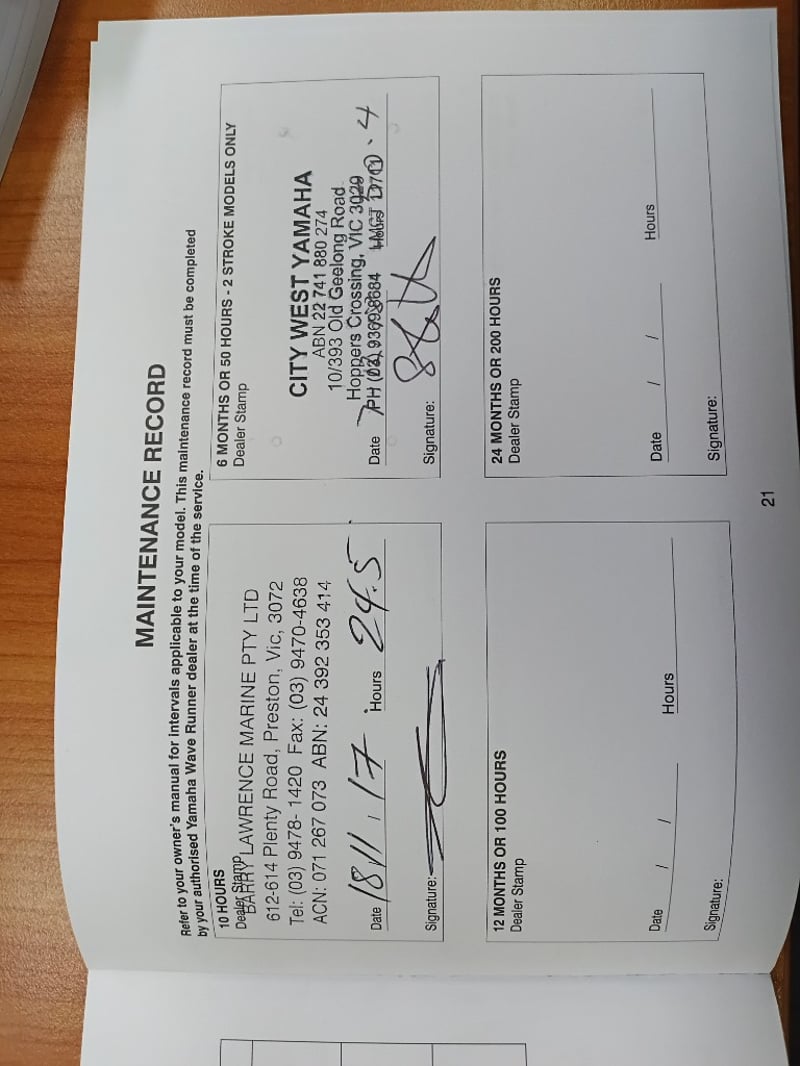 MAINTENANCE RECORD
Refer to your owner's manual for intervals applicable to your model. This maintenance record must be completed
by your authorised Yamaha Wave Runner dealer at the time of the service.
10 HOURS
Dealer Stamp
BARRY LAWRENCE MARINE PTY LTD
612-614 Plenty Road, Preston, Vic, 3072
Tel: (03) 9478- 1420 Fax: (03) 9470-4638
ACN: 071 267 073 ABN: 24 392 353 414
Date 18/1/17 Hours 24.5
Signature:
6 MONTHS OR 50 HOURS - 2 STROKE MODELS ONLY
Dealer Stamp
CITY WEST YAMAHA
ABN 22 741 880 274
10/393 Old Geelong Road
Hoppers Crossing, VIC 3029
PH (03) 9369 8684 LMCT
Date Hours
Signature:
12 MONTHS OR 100 HOURS
Dealer Stamp
Date / / Hours
Signature:
24 MONTHS OR 200 HOURS
Dealer Stamp
Date / / Hours
Signature:
21